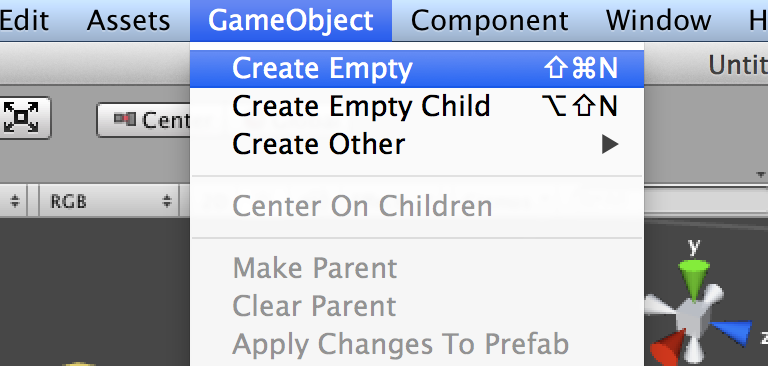 Edit Assets GameObject Component Window H
Create Empty ⇧⌘N
Untit
Create Empty Child ⌥⇧N
Cente
Create Other ▶
RGB
Center On Children
y
Make Parent
Clear Parent
z
Apply Changes To Prefab